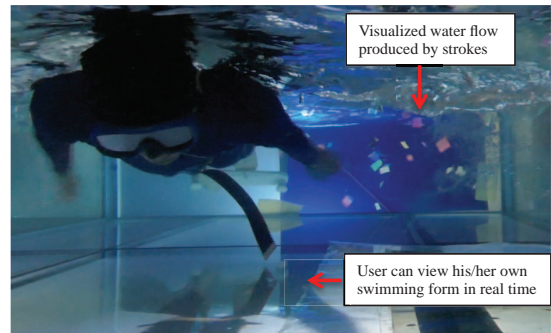 Visualized water flow
produced by strokes
User can view his/her own
swimming form in real time